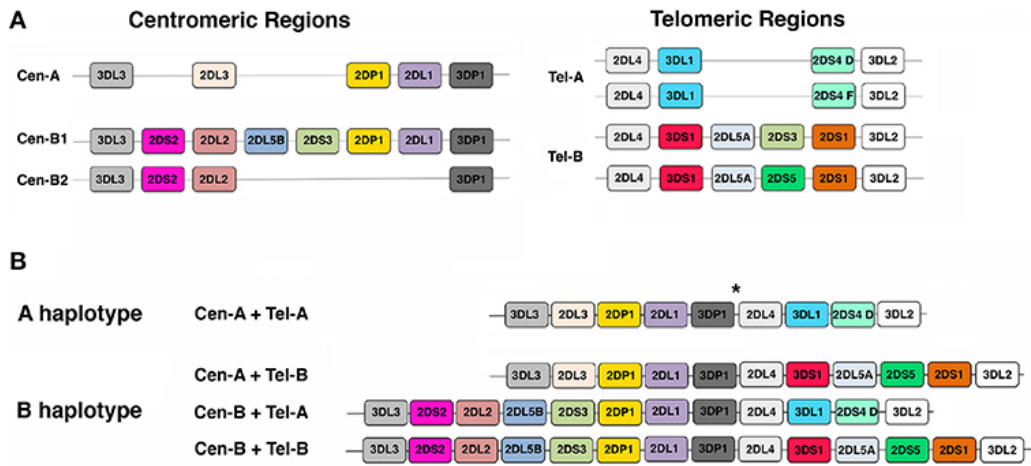 A
Centromeric Regions
Telomeric Regions
Cen-A 3DL3 2DL3 2DP1 2DL1 3DP1
Cen-B1 3DL3 2DS2 2DL2 2DL5B 2DS3 2DP1 2DL1 3DP1
Cen-B2 3DL3 2DS2 2DL2 3DP1
Tel-A
2DL4 3DL1 2DS4 D 3DL2
2DL4 3DL1 2DS4 F 3DL2
Tel-B
2DL4 3DS1 2DL5A 2DS3 2DS1 3DL2
2DL4 3DS1 2DL5A 2DS5 2DS1 3DL2
B
*
A haplotype Cen-A + Tel-A 3DL3 2DL3 2DP1 2DL1 3DP1 2DL4 3DL1 2DS4 D 3DL2
Cen-A + Tel-B 3DL3 2DL3 2DP1 2DL1 3DP1 2DL4 3DS1 2DL5A 2DS5 2DS1 3DL2
B haplotype Cen-B + Tel-A 3DL3 2DS2 2DL2 2DL5B 2DS3 2DP1 2DL1 3DP1 2DL4 3DL1 2DS4 D 3DL2
Cen-B + Tel-B 3DL3 2DS2 2DL2 2DL5B 2DS3 2DP1 2DL1 3DP1 2DL4 3DS1 2DL5A 2DS5 2DS1 3DL2